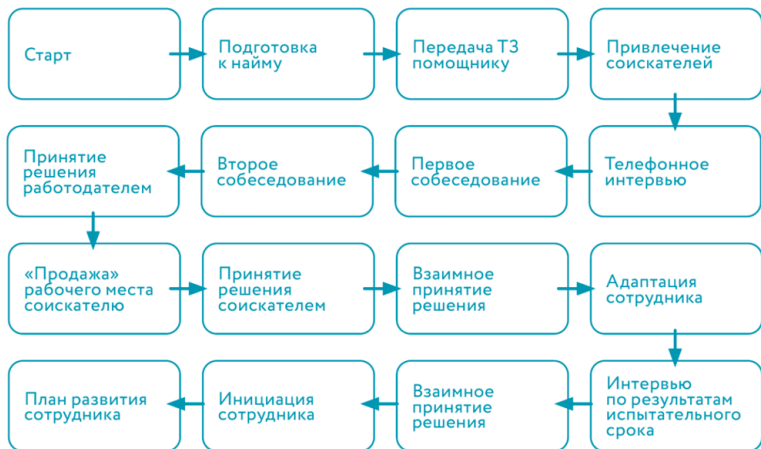 Старт
Подготовка
к найму
Передача ТЗ
помощнику
Привлечение
соискателей
Телефонное
интервью
Первое
собеседование
Второе
собеседование
Принятие
решения
работодателем
«Продажа»
рабочего места
соискателю
Принятие
решения
соискателем
Взаимное
принятие
решения
Адаптация
сотрудника
Интервью
по результатам
испытательного
срока
Взаимное
принятие
решения
Инициация
сотрудника
План развития
сотрудника